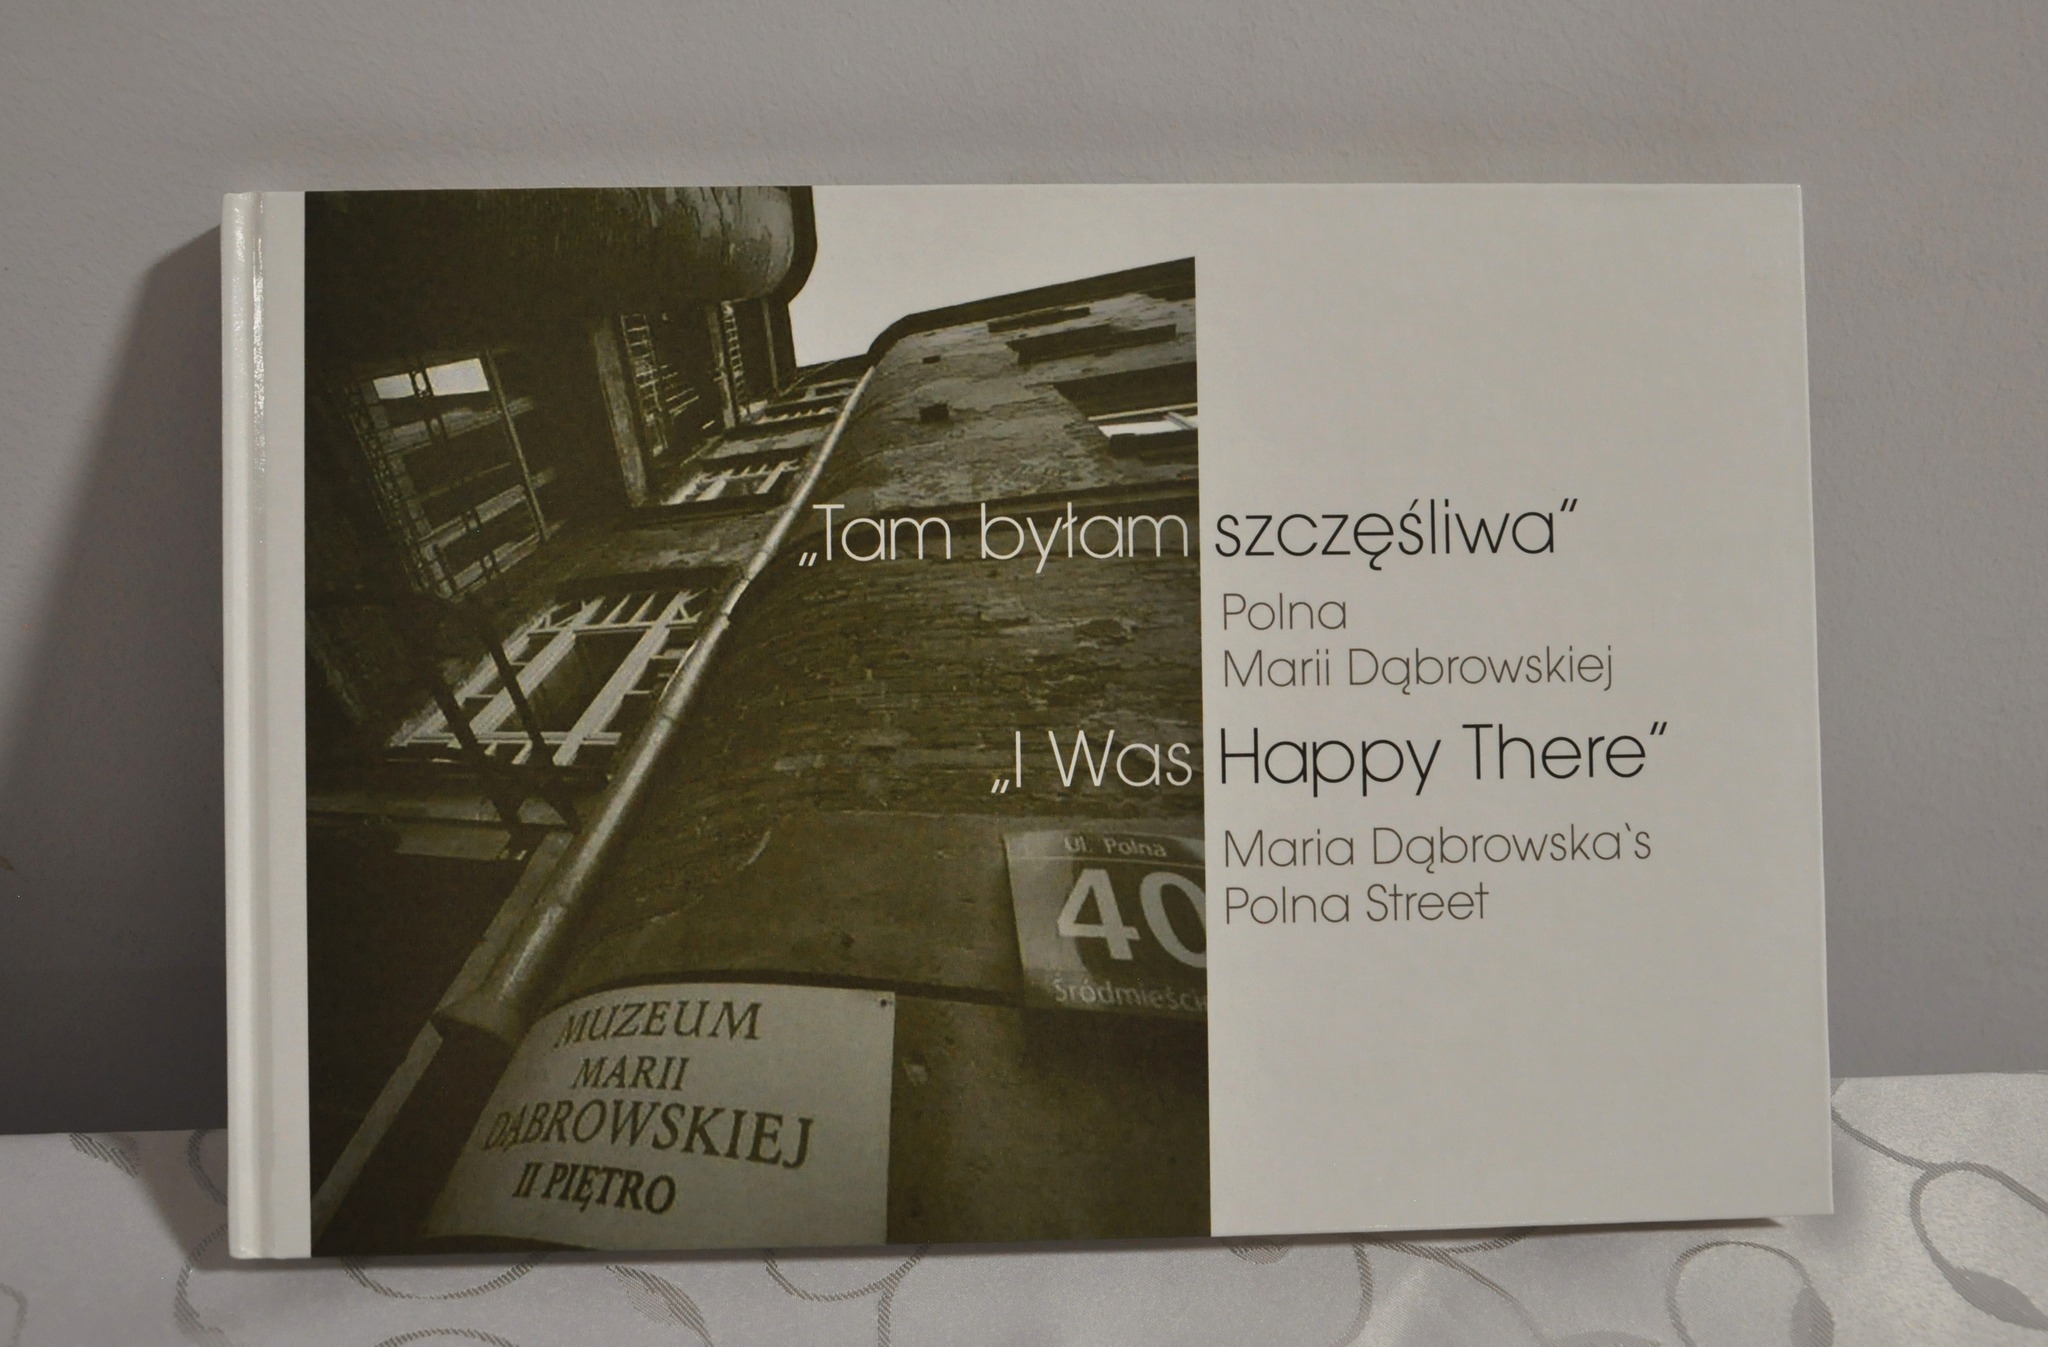 „Tam byłam szczęśliwa“
Polna
Marii Dąbrowskiej
„I Was Happy There“
Maria Dąbrowska`s
Polna Street
Ul. Polna
40
MUZEUM
MARII
DĄBROWSKIEJ
II PIĘTRO